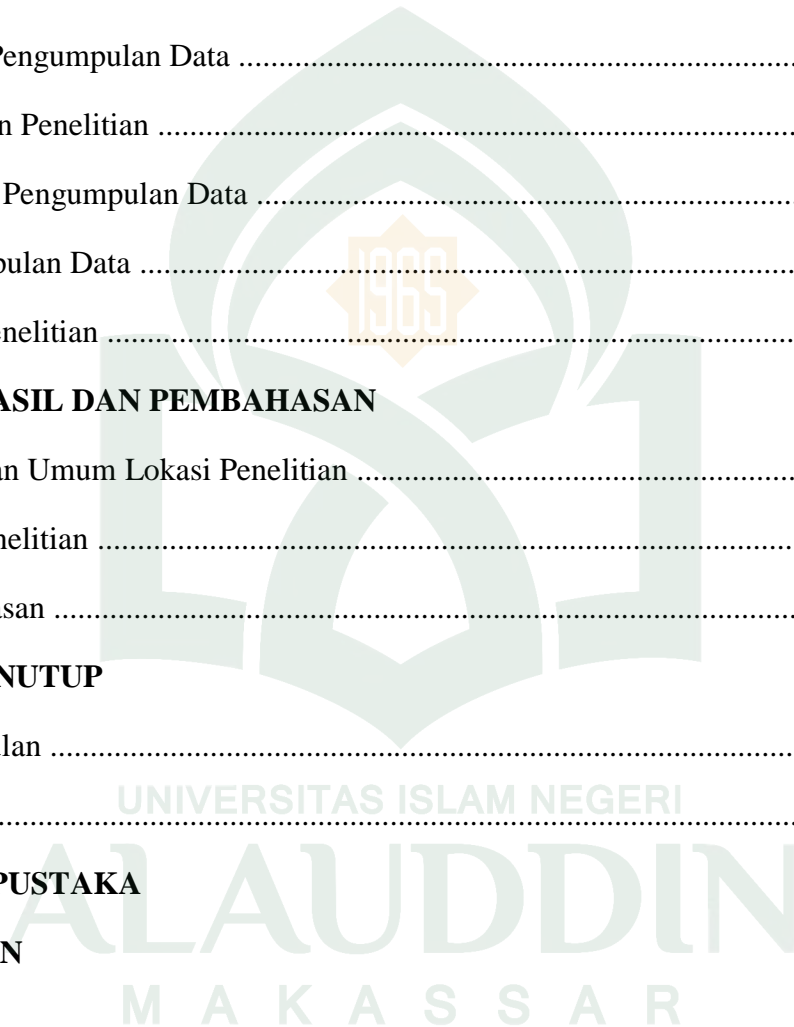 Pengumpulan Data ........................................................................
n Penelitian ........................................................................
Pengumpulan Data ........................................................................
pulan Data ........................................................................
1965
enelitian ........................................................................
ASIL DAN PEMBAHASAN
an Umum Lokasi Penelitian ........................................................................
nelitian ........................................................................
asan ........................................................................
NUTUP
lan ........................................................................
UNIVERSITAS ISLAM NEGERI
........................................................................
ALAUDDIN
PUSTAKA
N
MAKASSAR